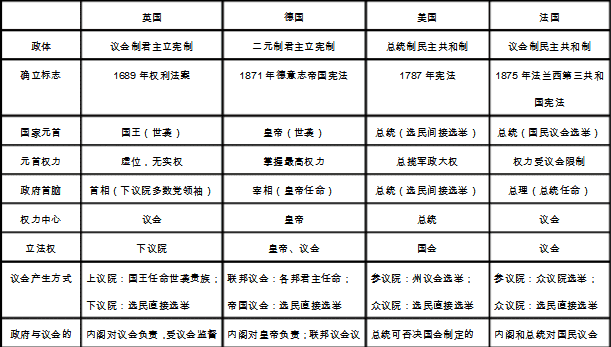 英国 德国 美国 法国
政体 议会制君主立宪制 二元制君主立宪制 总统制民主共和制 议会制民主共和制
确立标志 1689年权利法案 1871年德意志帝国宪法 1787年宪法 1875年法兰西第三共
和国宪法
国家元首 国王（世袭） 皇帝（世袭） 总统（选民间接选举） 总统（国民议会选举）
元首权力 虚位，无实权 掌握最高权力 总揽军政大权 权力受议会限制
政府首脑 首相（下议院多数党领袖） 宰相（皇帝任命） 总统（选民间接选举） 总理（总统任命）
权力中心 议会 皇帝 总统 议会
立法权 下议院 皇帝、议会 国会 议会
议会产生方式 上议院：国王任命世袭贵族； 联邦议会：各邦君主任命； 参议院：州议会选举； 参议院：众议院选举；
下议院：选民直接选举 帝国议会：选民直接选举 众议院：选民直接选举 众议院：选民直接选举
政府与议会的 内阁对议会负责，受议会监督 内阁对皇帝负责；联邦议会议 总统可否决国会制定的 内阁和总统对国民议会